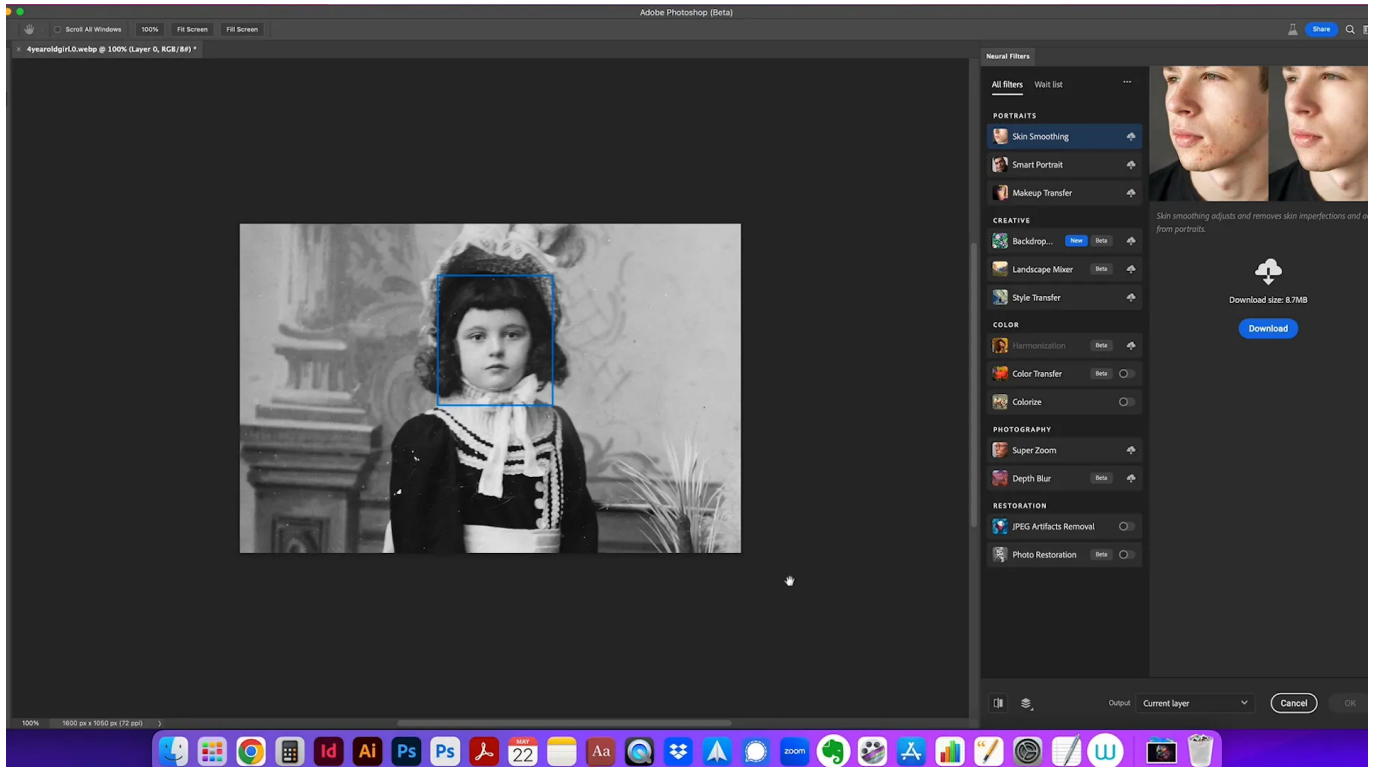 Adobe Photoshop (Beta)
Scroll All Windows
100%
Fit Screen
Fill Screen
Share
× 4yearoldgirl.0.webp @ 100% (Layer 0, RGB/8#) *
Neural Filters
All filters
Wait list
PORTRAITS
Skin Smoothing
Smart Portrait
Makeup Transfer
CREATIVE
Backdrop... New Beta
Landscape Mixer Beta
Style Transfer
COLOR
Harmonization Beta
Color Transfer Beta
Colorize
PHOTOGRAPHY
Super Zoom
Depth Blur Beta
RESTORATION
JPEG Artifacts Removal
Photo Restoration Beta
Skin smoothing adjusts and removes skin imperfections and
from portraits.
Download size: 8.7MB
Download
Output Current layer
Cancel
OK
100%
1600 px x 1050 px (72 ppi)
Id
Ai
Ps
Ps
MAY
22
Aa
zoom
W